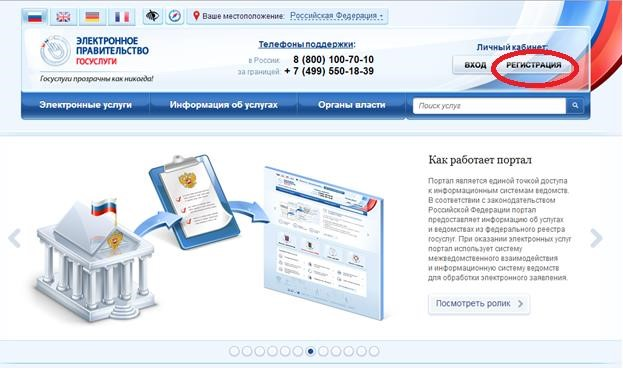 Ваше местоположение: Российская Федерация
ЭЛЕКТРОННОЕ
ПРАВИТЕЛЬСТВО
ГОСУСЛУГИ
Госуслуги прозрачны как никогда!
Телефоны поддержки:
в России: 8 (800) 100-70-10
за границей: + 7 (499) 550-18-39
Личный кабинет:
ВХОД РЕГИСТРАЦИЯ
Электронные услуги Информация об услугах Органы власти Поиск услуг
Как работает портал
Портал является единой точкой доступа
к информационным системам ведомств.
В соответствии с законодательством
Российской Федерации портал
предоставляет информацию об услугах
и ведомствах из федерального реестра
госуслуг. При оказании электронных услуг
портал использует систему
межведомственного взаимодействия
и информационную систему ведомств
для обработки электронного заявления.
Посмотреть ролик